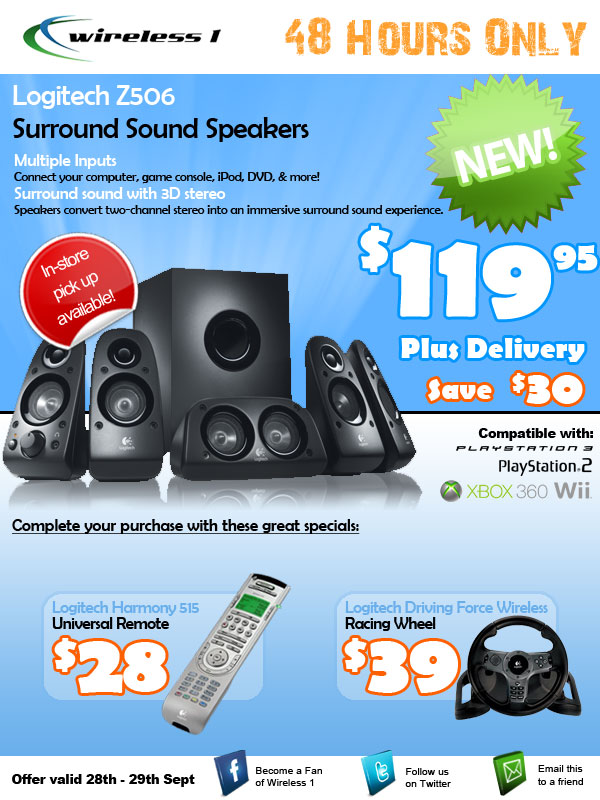 wireless 1
48 HOURS ONLY
Logitech Z506
Surround Sound Speakers
Multiple Inputs
Connect your computer, game console, iPod, DVD, & more!
Surround sound with 3D stereo
Speakers convert two-channel stereo into an immersive surround sound experience.
NEW!
In-store
pick up
available!
$119.95
Plus Delivery
Save $30
Compatible with:
PLAYSTATION 3
PlayStation.2
XBOX 360 Wii
Complete your purchase with these great specials:
Logitech Harmony 515
Universal Remote
$28
Logitech Driving Force Wireless
Racing Wheel
$39
Offer valid 28th - 29th Sept
Become a Fan
of Wireless 1
Follow us
on Twitter
Email this
to a friend